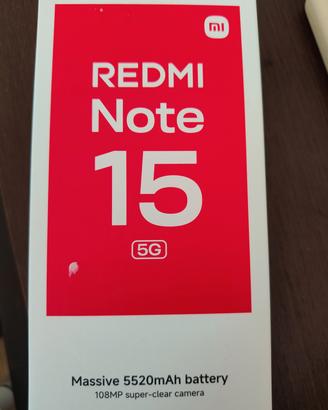 mi
REDMI
Note
15
5G
Massive 5520mAh battery
108MP super-clear camera